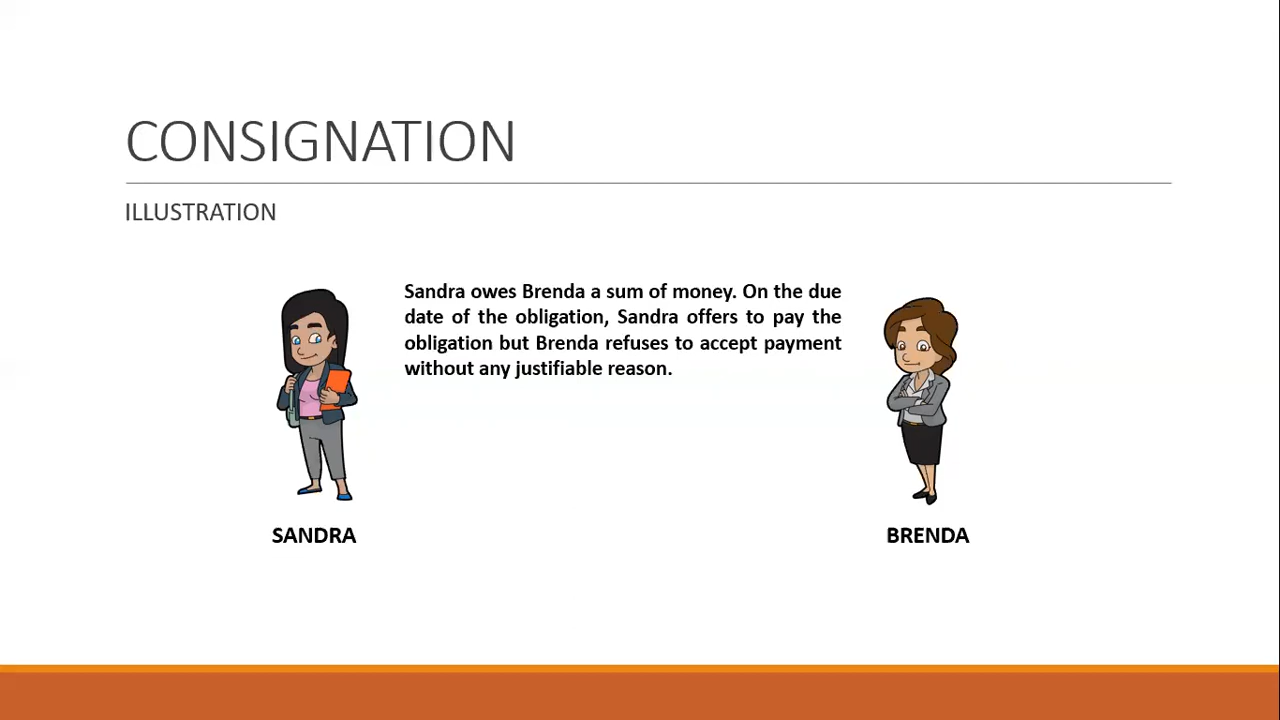 CONSIGNATION
ILLUSTRATION
Sandra owes Brenda a sum of money. On the due
date of the obligation, Sandra offers to pay the
obligation but Brenda refuses to accept payment
without any justifiable reason.
SANDRA
BRENDA